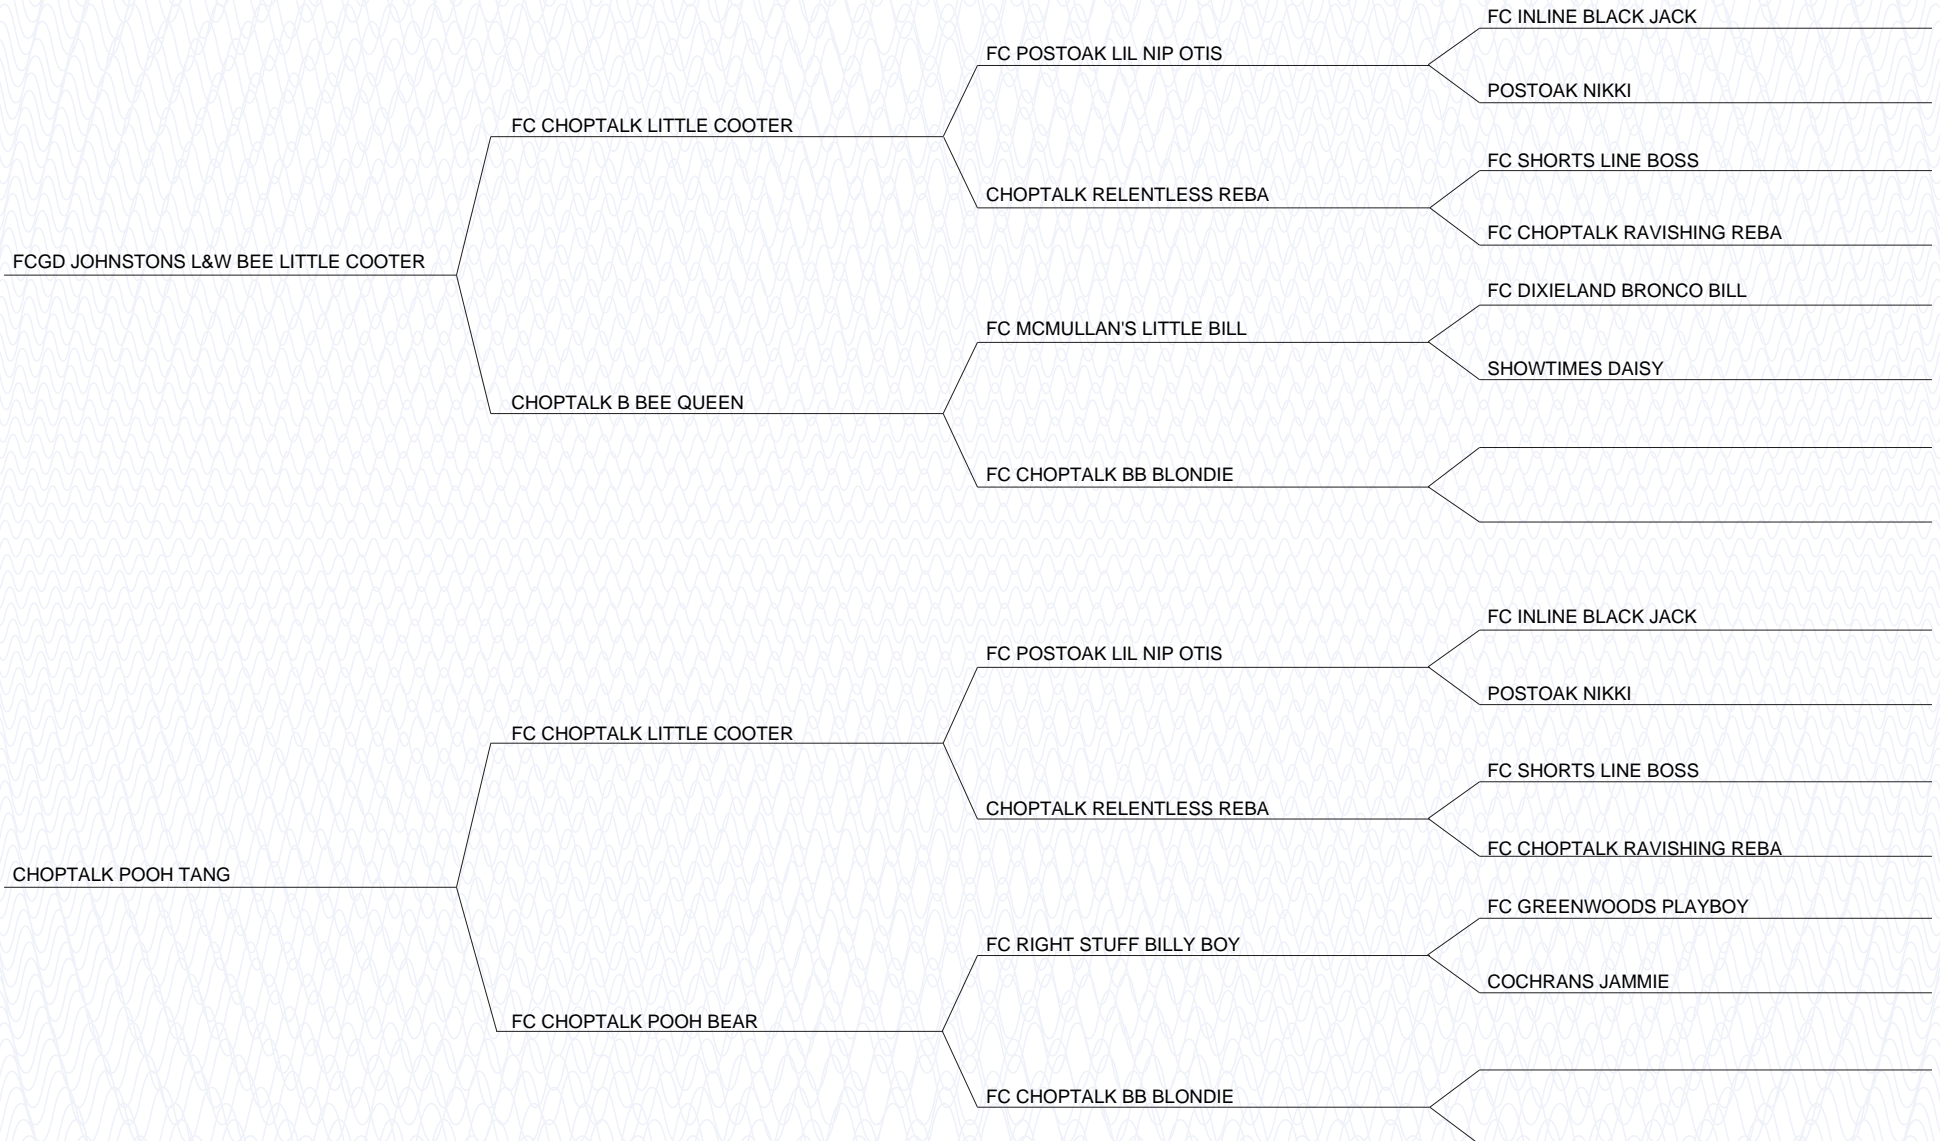 FC INLINE BLACK JACK
FC POSTOAK LIL NIP OTIS
POSTOAK NIKKI
FC CHOPTALK LITTLE COOTER
FC SHORTS LINE BOSS
CHOPTALK RELENTLESS REBA
FC CHOPTALK RAVISHING REBA
FCGD JOHNSTONS L&W BEE LITTLE COOTER
FC DIXIELAND BRONCO BILL
FC MCMULLAN'S LITTLE BILL
SHOWTIMES DAISY
CHOPTALK B BEE QUEEN
FC CHOPTALK BB BLONDIE
FC INLINE BLACK JACK
FC POSTOAK LIL NIP OTIS
POSTOAK NIKKI
FC CHOPTALK LITTLE COOTER
FC SHORTS LINE BOSS
CHOPTALK RELENTLESS REBA
FC CHOPTALK RAVISHING REBA
CHOPTALK POOH TANG
FC GREENWOODS PLAYBOY
FC RIGHT STUFF BILLY BOY
COCHRANS JAMMIE
FC CHOPTALK POOH BEAR
FC CHOPTALK BB BLONDIE